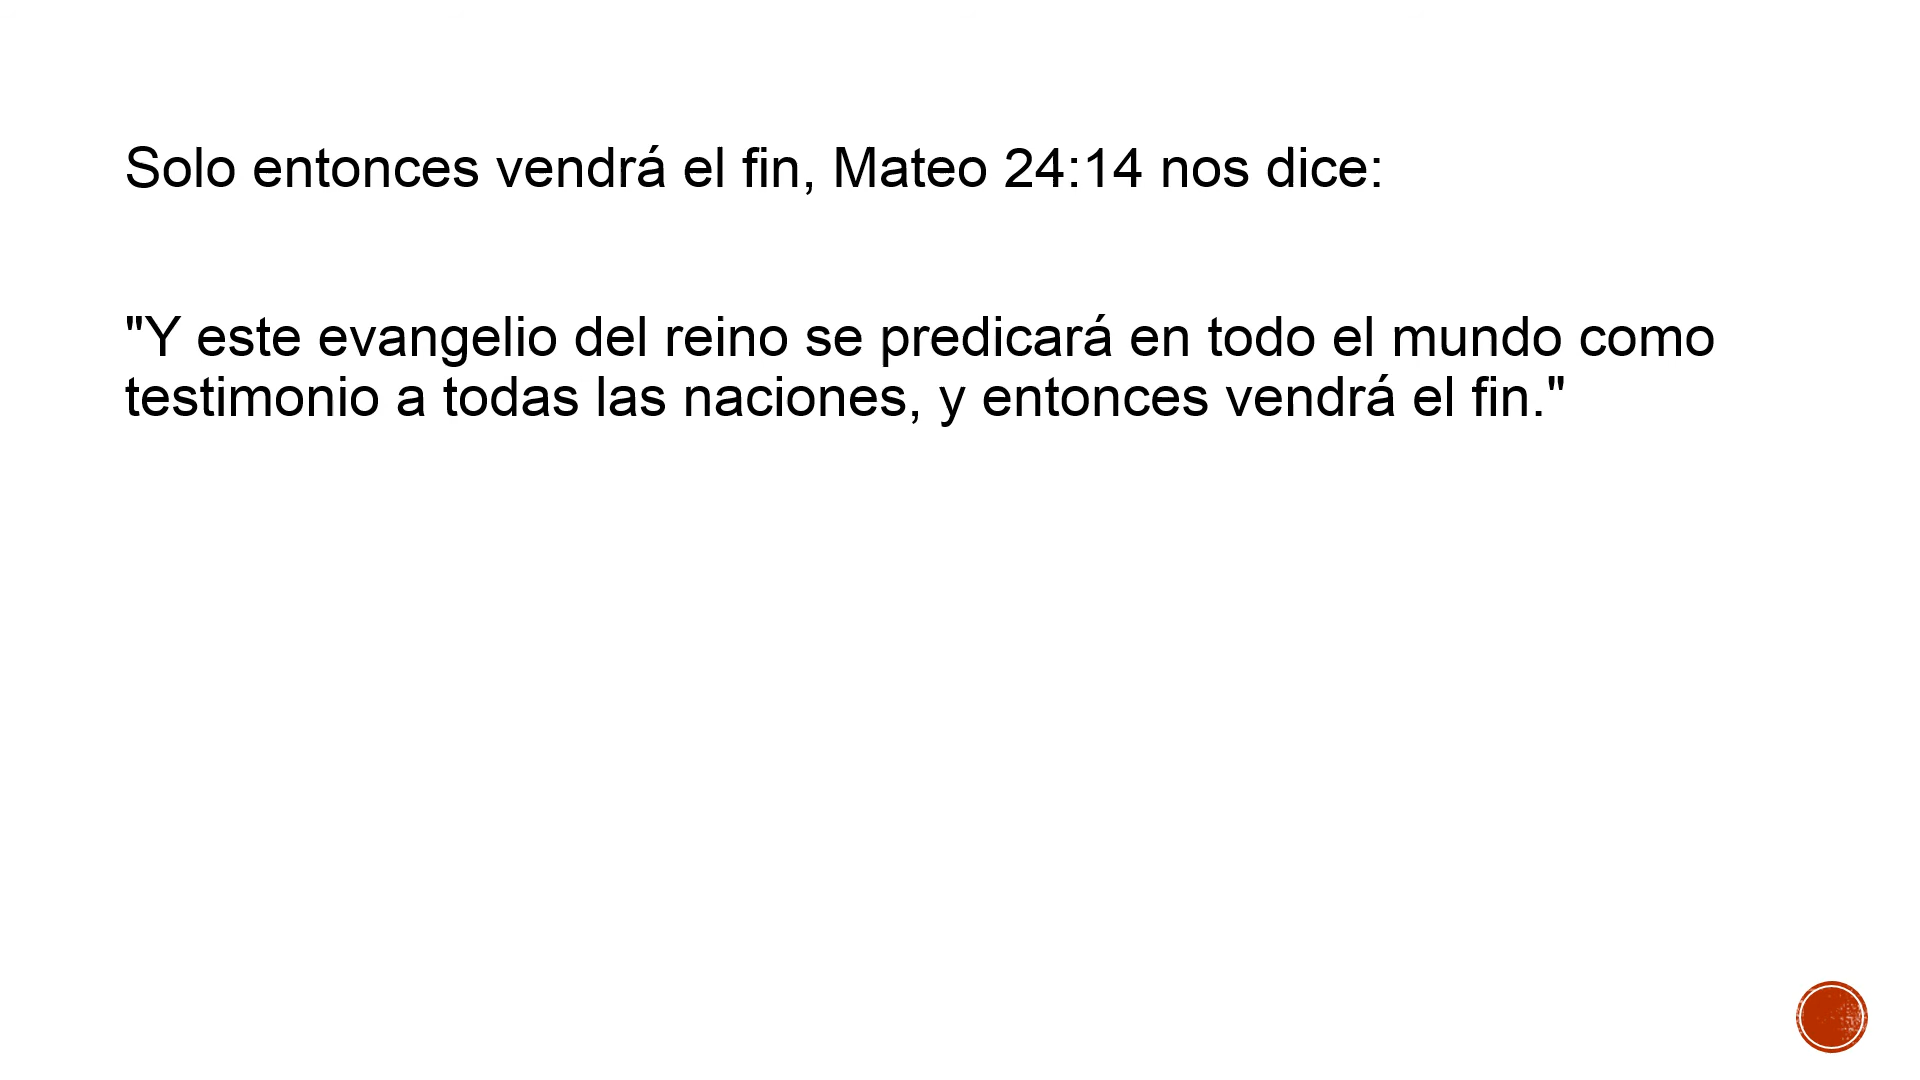 Solo entonces vendrá el fin, Mateo 24:14 nos dice:
"Y este evangelio del reino se predicará en todo el mundo como
testimonio a todas las naciones, y entonces vendrá el fin."